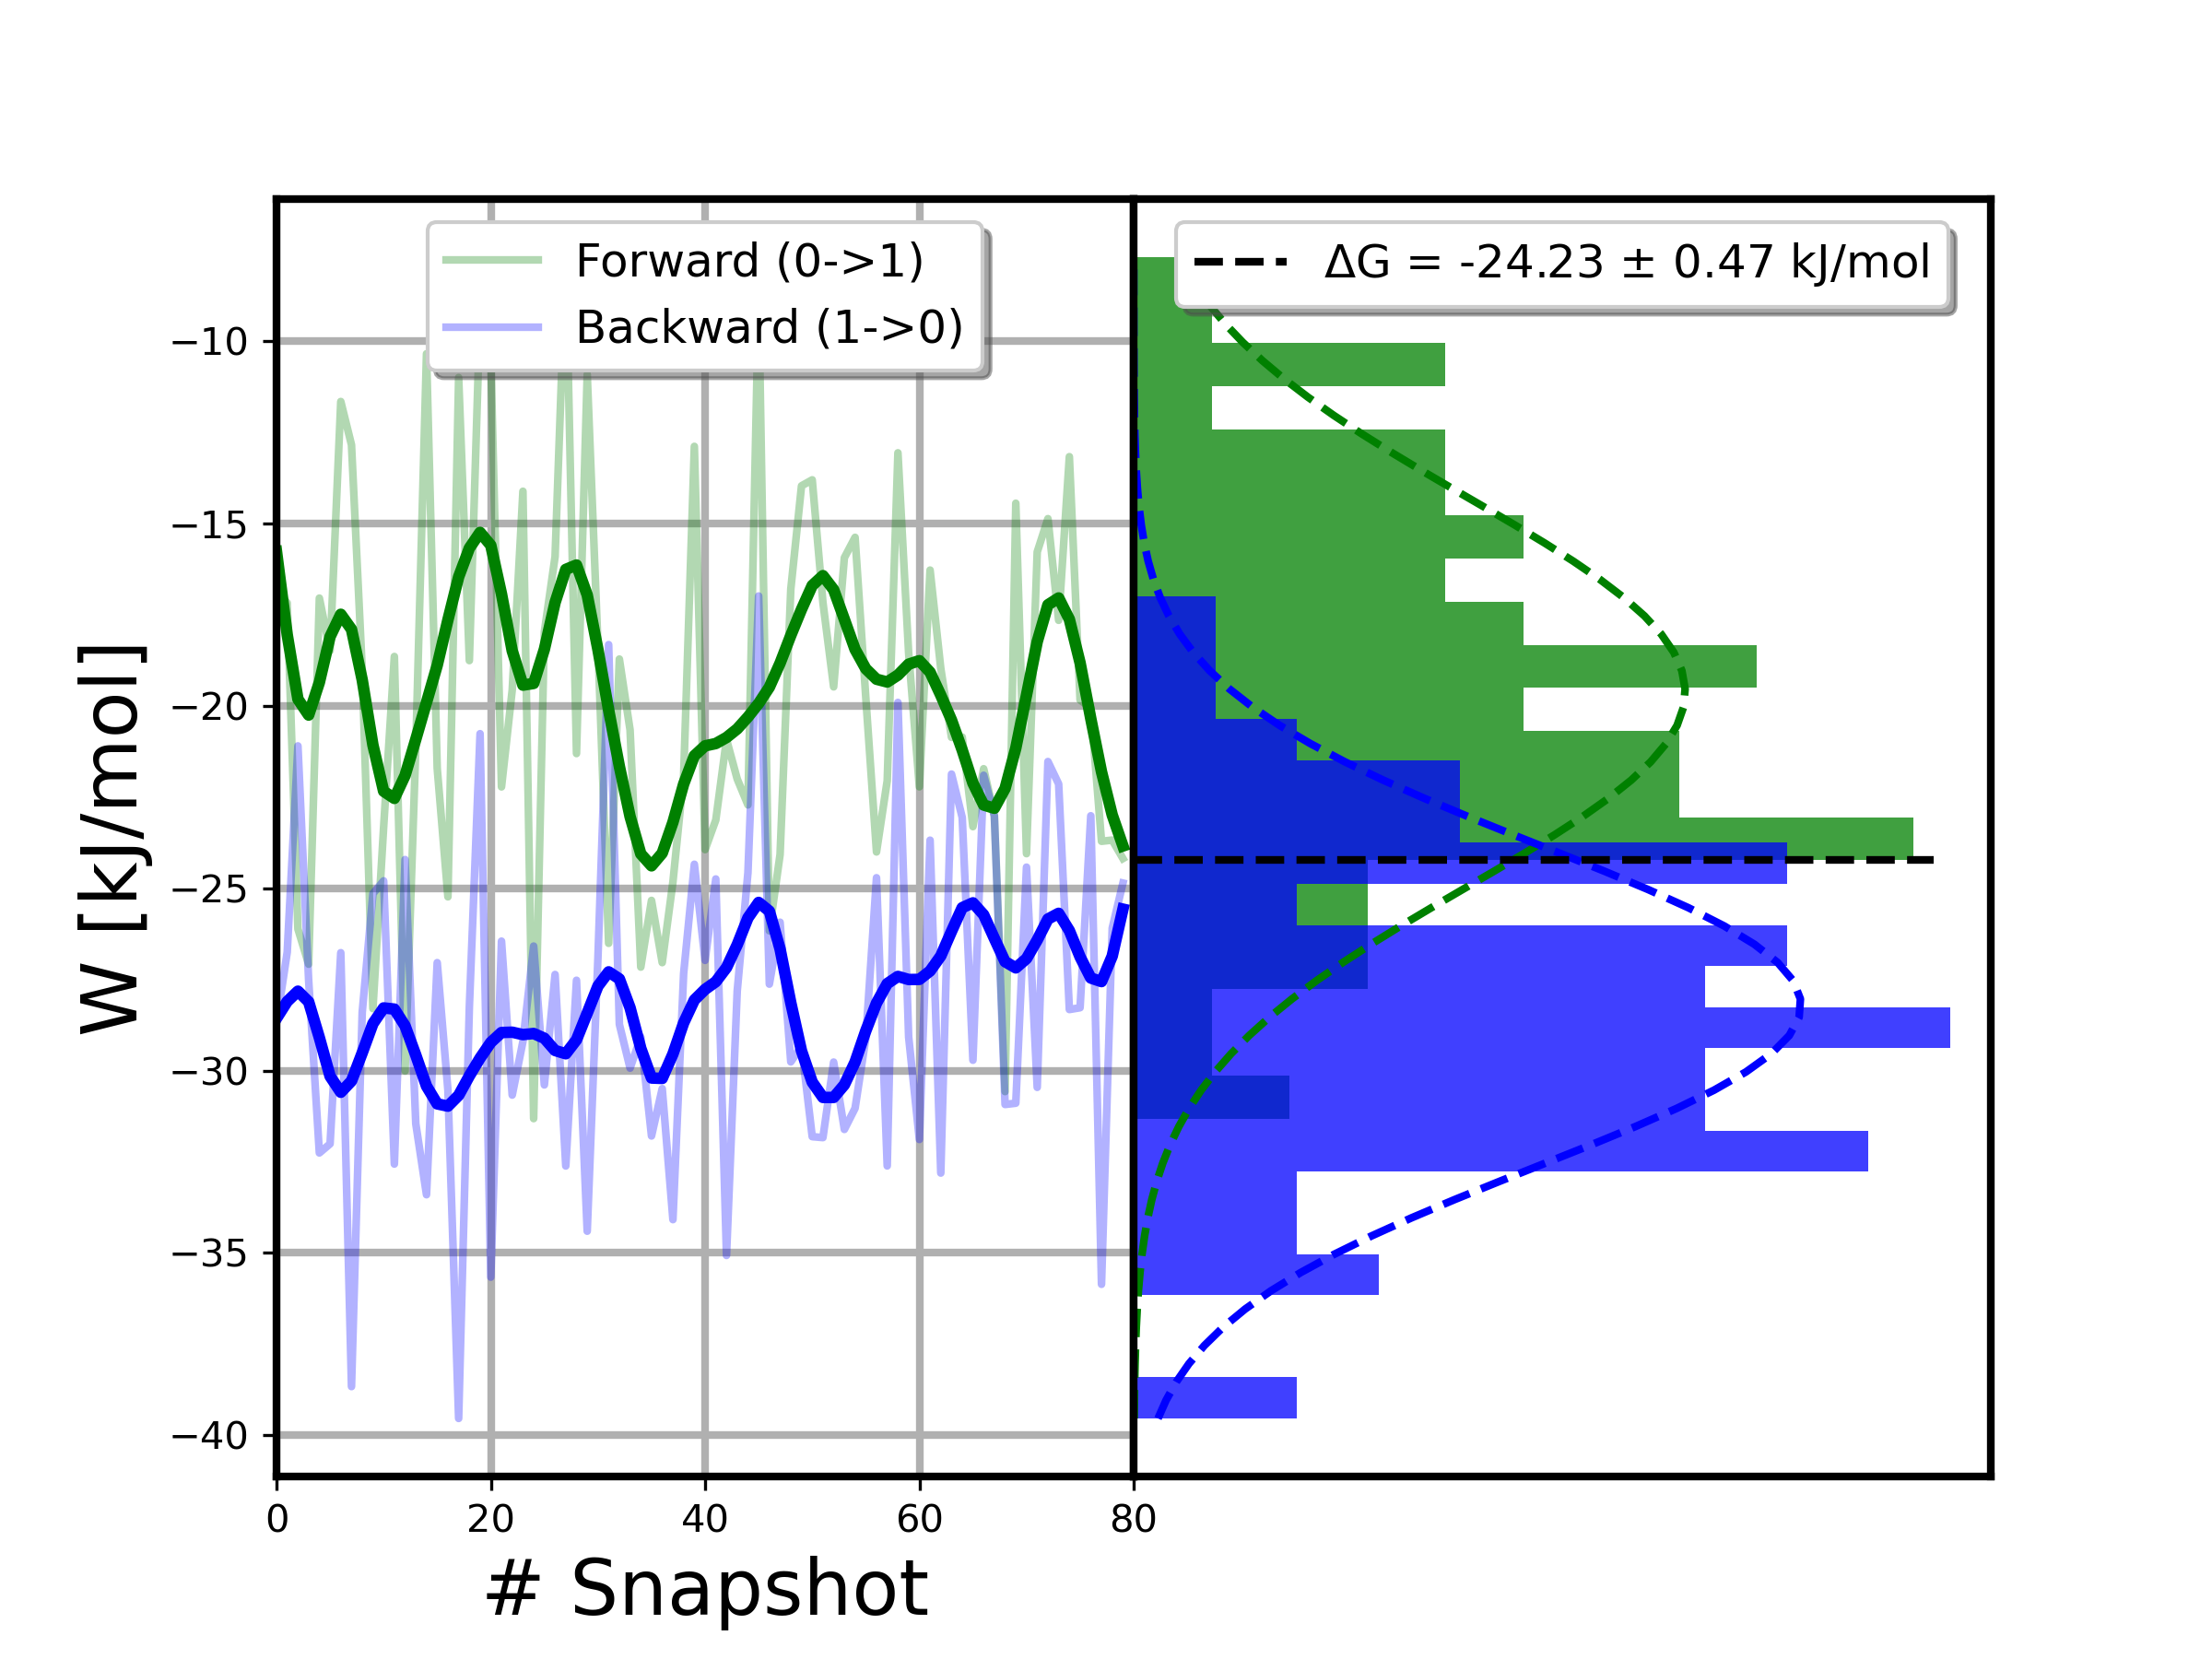 Forward (0->1)
Backward (1->0)
ΔG = -24.23 ± 0.47 kJ/mol
W [kJ/mol]
−10
−15
−20
−25
−30
−35
−40
0 20 40 60 80
# Snapshot